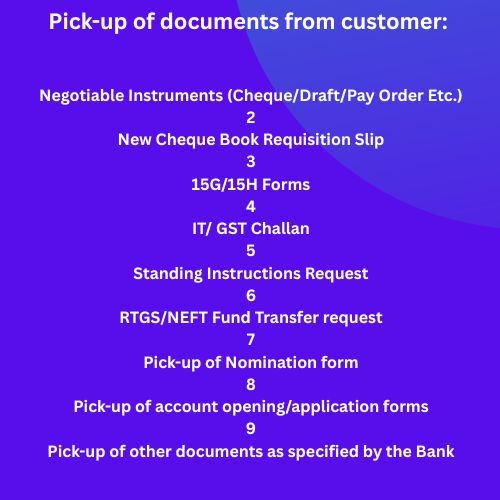 Pick-up of documents from customer:
Negotiable Instruments (Cheque/Draft/Pay Order Etc.)
2
New Cheque Book Requisition Slip
3
15G/15H Forms
4
IT/ GST Challan
5
Standing Instructions Request
6
RTGS/NEFT Fund Transfer request
7
Pick-up of Nomination form
8
Pick-up of account opening/application forms
9
Pick-up of other documents as specified by the Bank